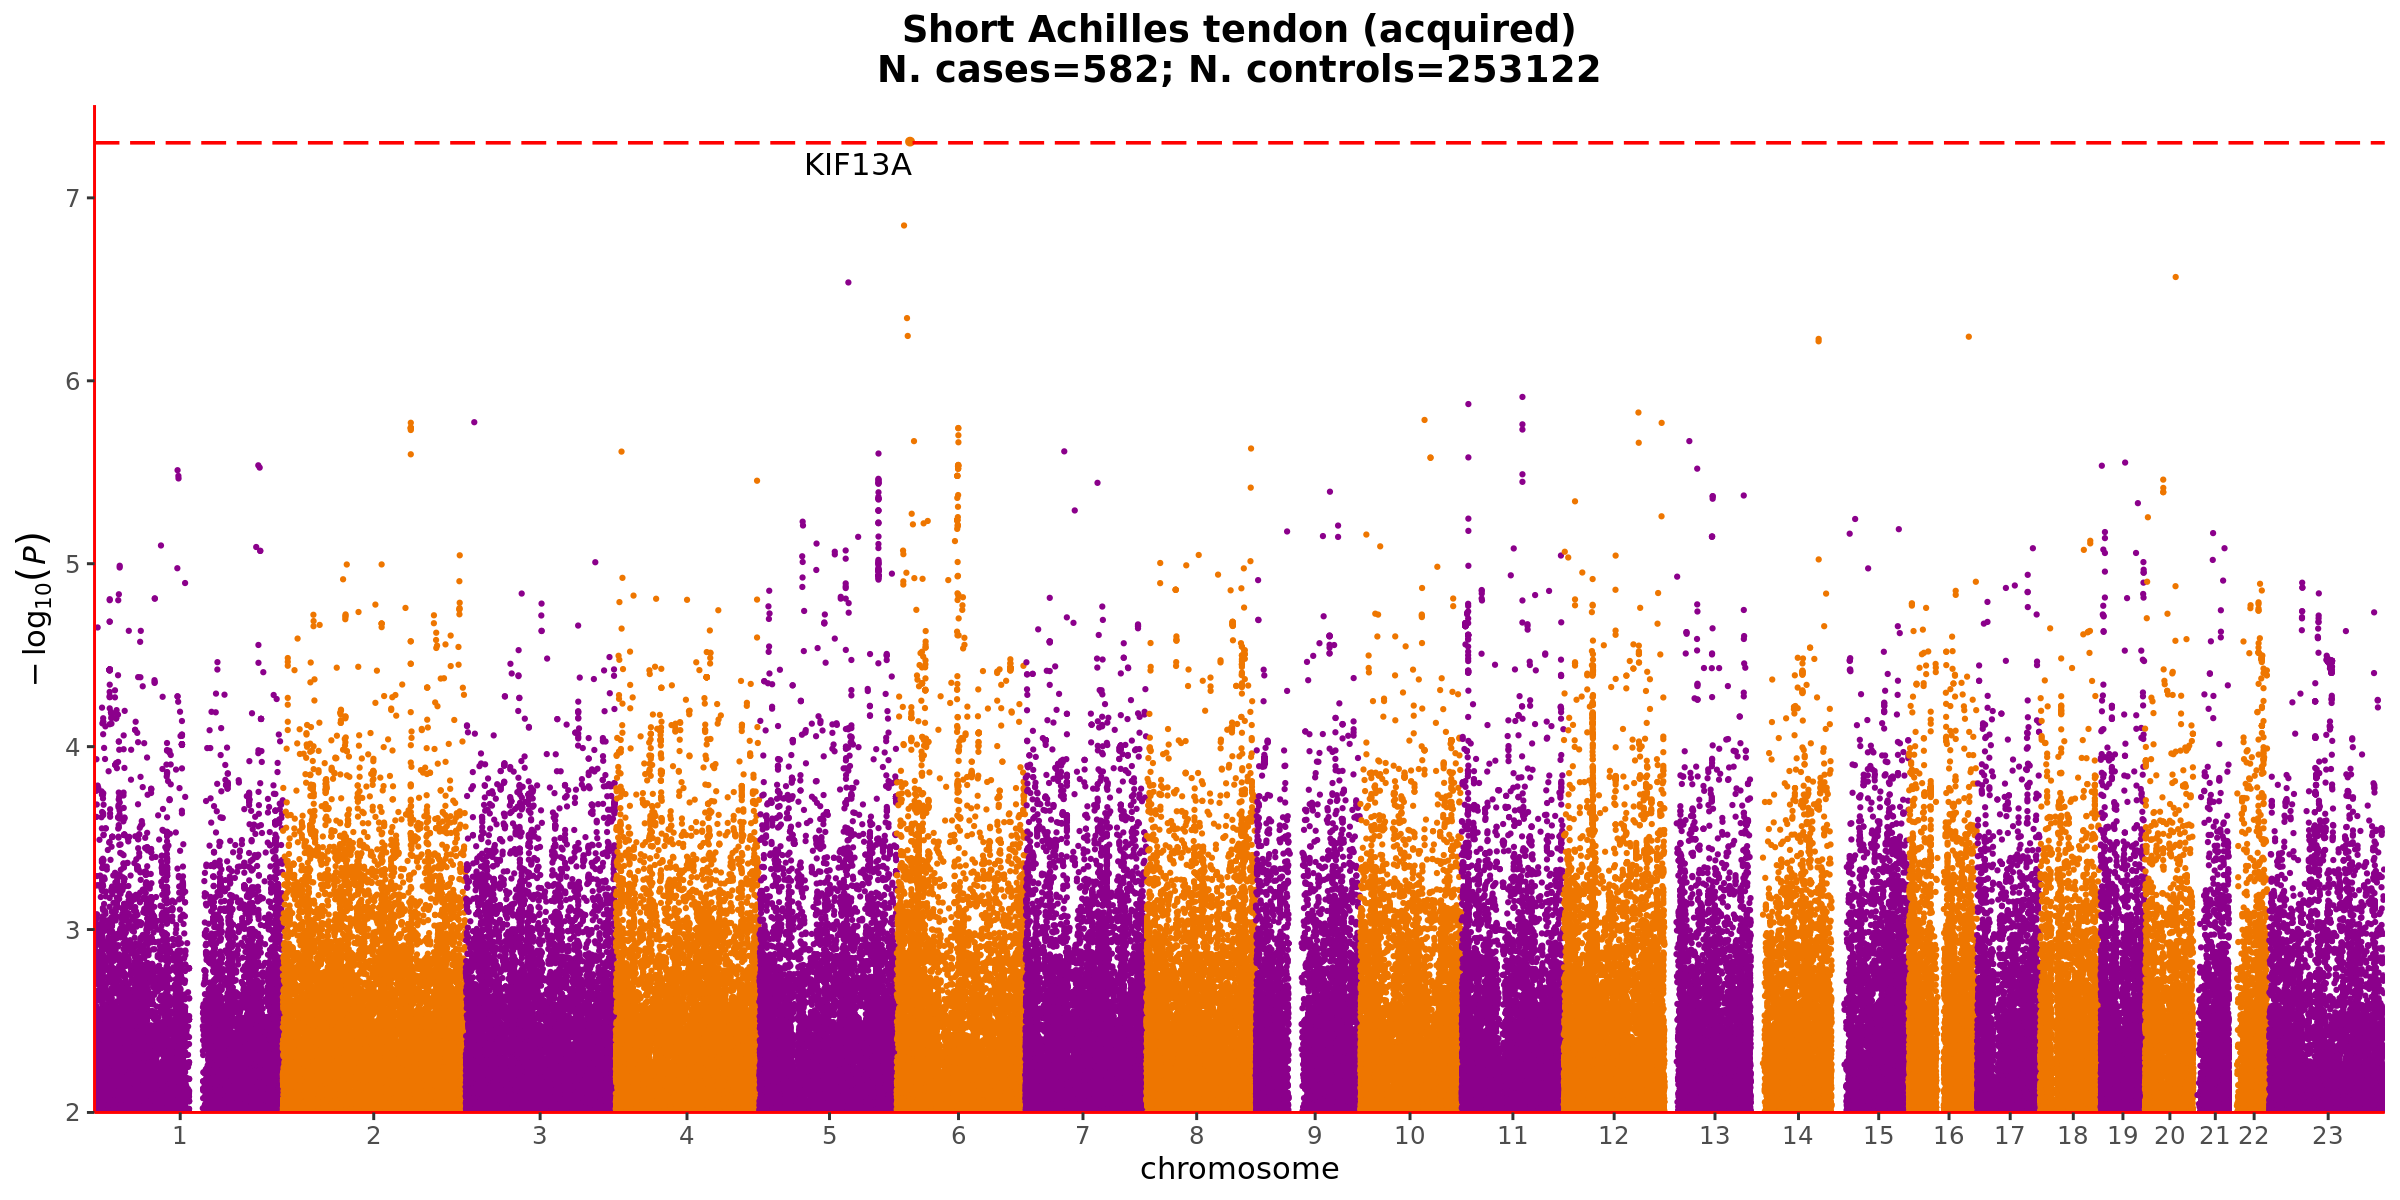 Short Achilles tendon (acquired)
N. cases=582; N. controls=253122
KIF13A
7
6
5
4
3
2
−log10(P)
1 2 3 4 5 6 7 8 9 10 11 12 13 14 15 16 17 18 19 20 21 22 23
chromosome